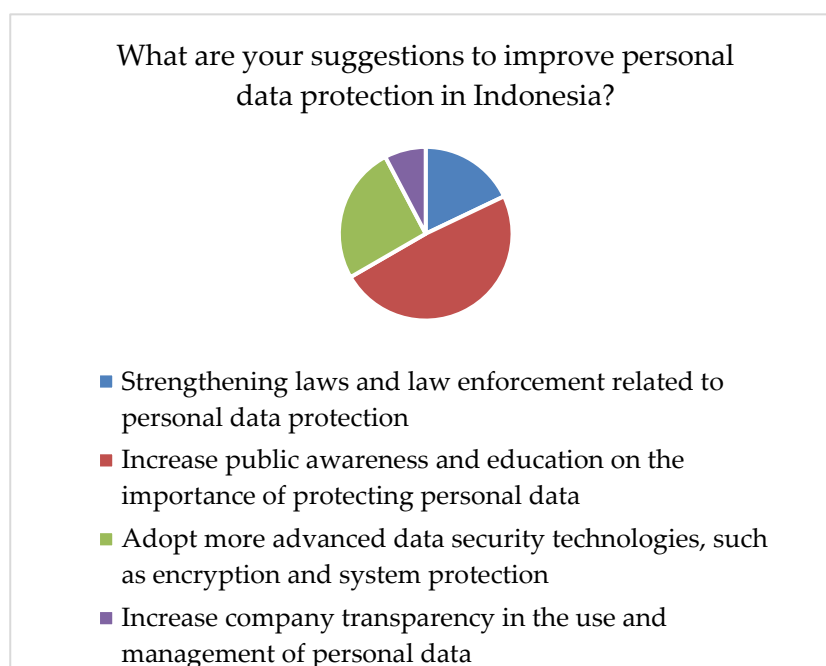 What are your suggestions to improve personal
data protection in Indonesia?
Strengthening laws and law enforcement related to
personal data protection
Increase public awareness and education on the
importance of protecting personal data
Adopt more advanced data security technologies, such
as encryption and system protection
Increase company transparency in the use and
management of personal data